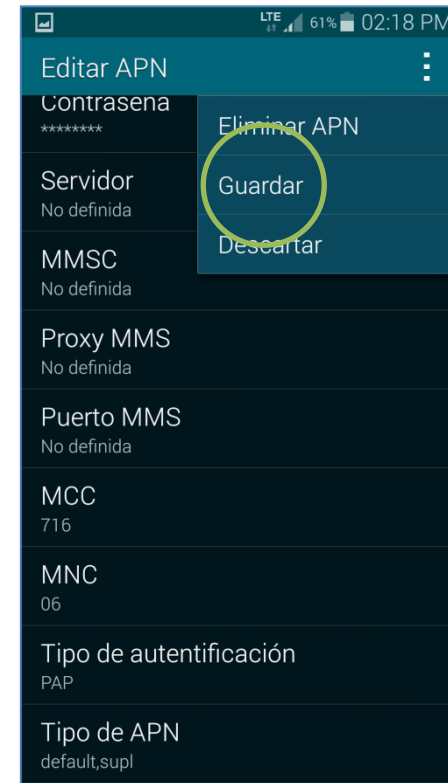 LTE 61% 02:18 PM
Editar APN
Contraseña
********
Eliminar APN
Guardar
Descartar
Servidor
No definida
MMSC
No definida
Proxy MMS
No definida
Puerto MMS
No definida
MCC
716
MNC
06
Tipo de autentificación
PAP
Tipo de APN
default,supl